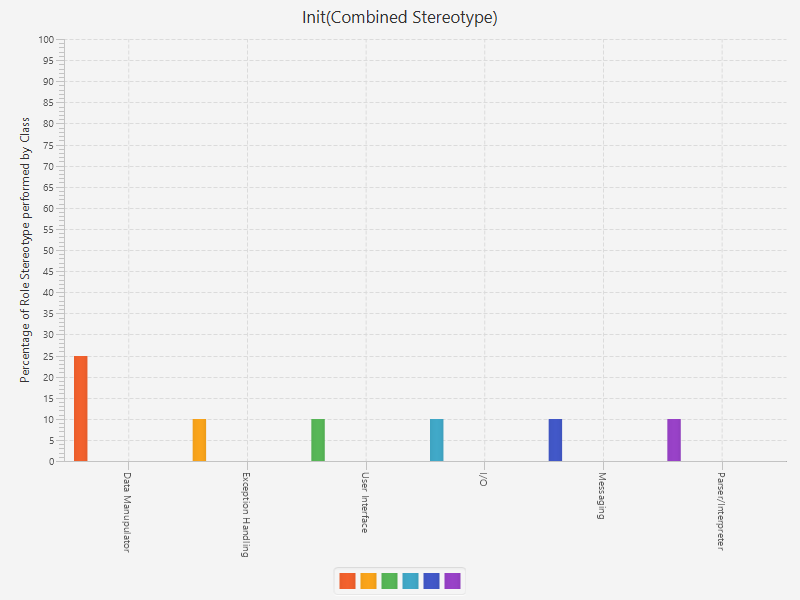 Init(Combined Stereotype)
Percentage of Role Stereotype performed by Class
100
95
90
85
80
75
70
65
60
55
50
45
40
35
30
25
20
15
10
5
0
Data Manupulator
Exception Handling
User Interface
I/O
Messaging
Parser/Interpreter